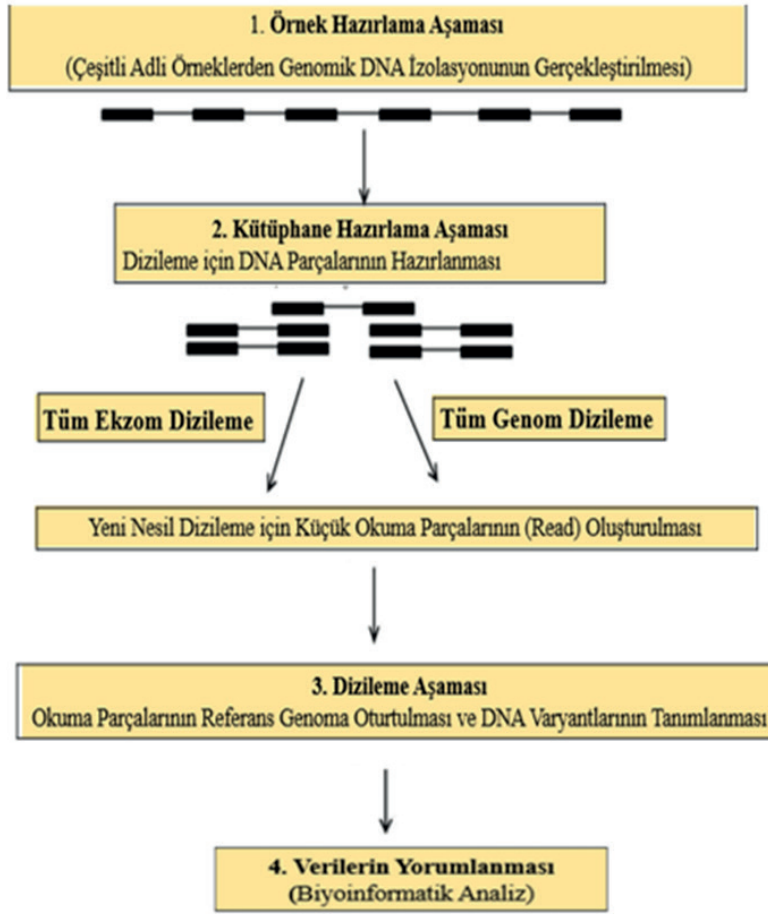 1. Örnek Hazırlama Aşaması
(Çeşitli Adli Örneklerden Genomik DNA İzolasyonunun Gerçekleştirilmesi)
2. Kütüphane Hazırlama Aşaması
Dizileme için DNA Parçalarının Hazırlanması
Tüm Ekzom Dizileme
Tüm Genom Dizileme
Yeni Nesil Dizileme için Küçük Okuma Parçalarının (Read) Oluşturulması
3. Dizileme Aşaması
Okuma Parçalarının Referans Genoma Oturtulması ve DNA Varyantlarının Tanımlanması
4. Verilerin Yorumlanması
(Biyoinformatik Analiz)